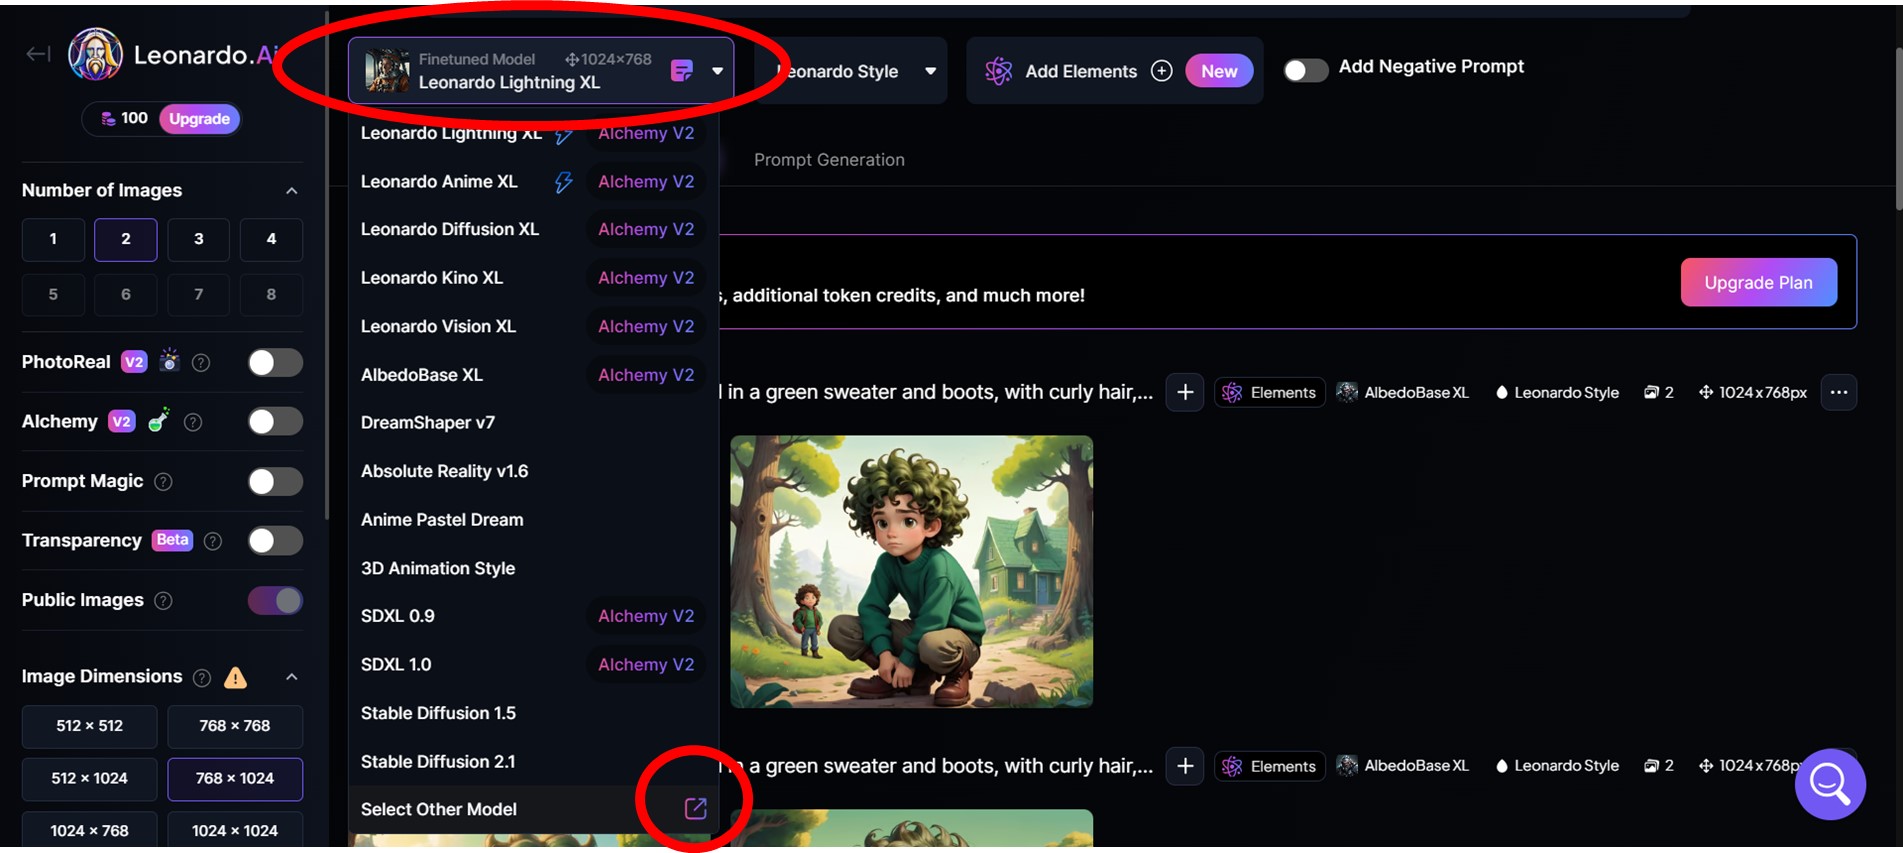 Leonardo.Ai
100 Upgrade
Number of Images
1 2 3 4
5 6 7 8
PhotoReal V2 ?
Alchemy V2 ?
Prompt Magic ?
Transparency Beta ?
Public Images ?
Image Dimensions ?
512 × 512 768 × 768
512 × 1024 768 × 1024
1024 × 768 1024 × 1024
Finetuned Model 1024×768
Leonardo Lightning XL
Leonardo Style
Add Elements New
Add Negative Prompt
Leonardo Lightning XL Alchemy V2
Leonardo Anime XL Alchemy V2
Leonardo Diffusion XL Alchemy V2
Leonardo Kino XL Alchemy V2
Leonardo Vision XL Alchemy V2
AlbedoBase XL Alchemy V2
DreamShaper v7
Absolute Reality v1.6
Anime Pastel Dream
3D Animation Style
SDXL 0.9 Alchemy V2
SDXL 1.0 Alchemy V2
Stable Diffusion 1.5
Stable Diffusion 2.1
Select Other Model
Prompt Generation
, additional token credits, and much more!
Upgrade Plan
in a green sweater and boots, with curly hair,... Elements AlbedoBase XL Leonardo Style 2 1024x768px
a green sweater and boots, with curly hair,... Elements AlbedoBase XL Leonardo Style 2 1024x768p